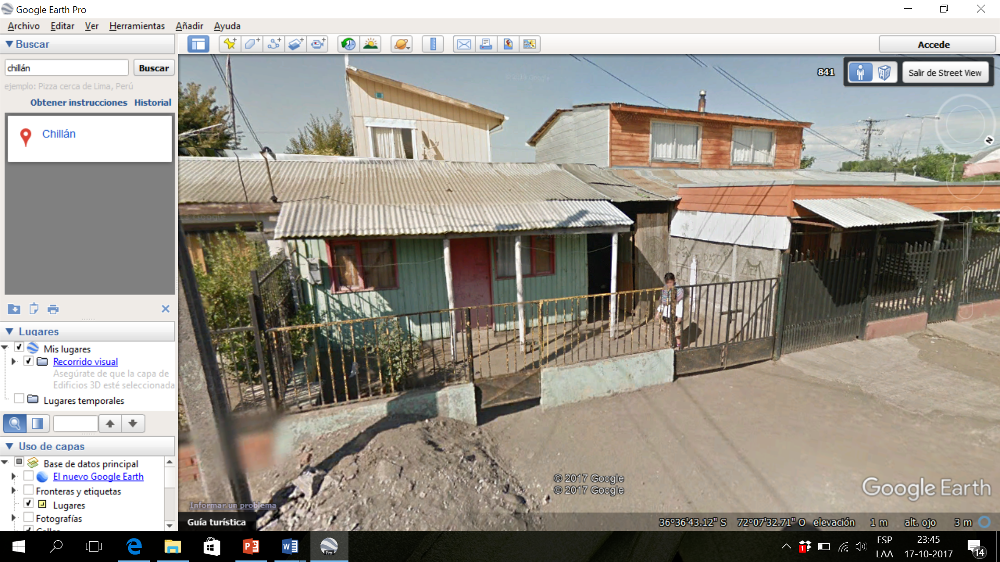 Google Earth Pro
Archivo Editar Ver Herramientas Añadir Ayuda
Buscar
Accede
chillán
Buscar
841
Salir de Street View
ejemplo: Pizza cerca de Lima, Perú
Obtener instrucciones Historial
Chillán
N
Lugares
Mis lugares
Recorrido visual
Asegúrate de que la capa de
Edificios 3D esté seleccionada
Lugares temporales
Uso de capas
Base de datos principal
El nuevo Google Earth
Fronteras y etiquetas
Lugares
Fotografías
© 2017 Google
© 2017 Google
Google Earth
Informar un problema
Guía turística
36°36'43.12" S 72°07'32.71" O elevación 1 m alt. ojo 3 m
Pro
1
ESP
LAA
23:45
17-10-2017
14